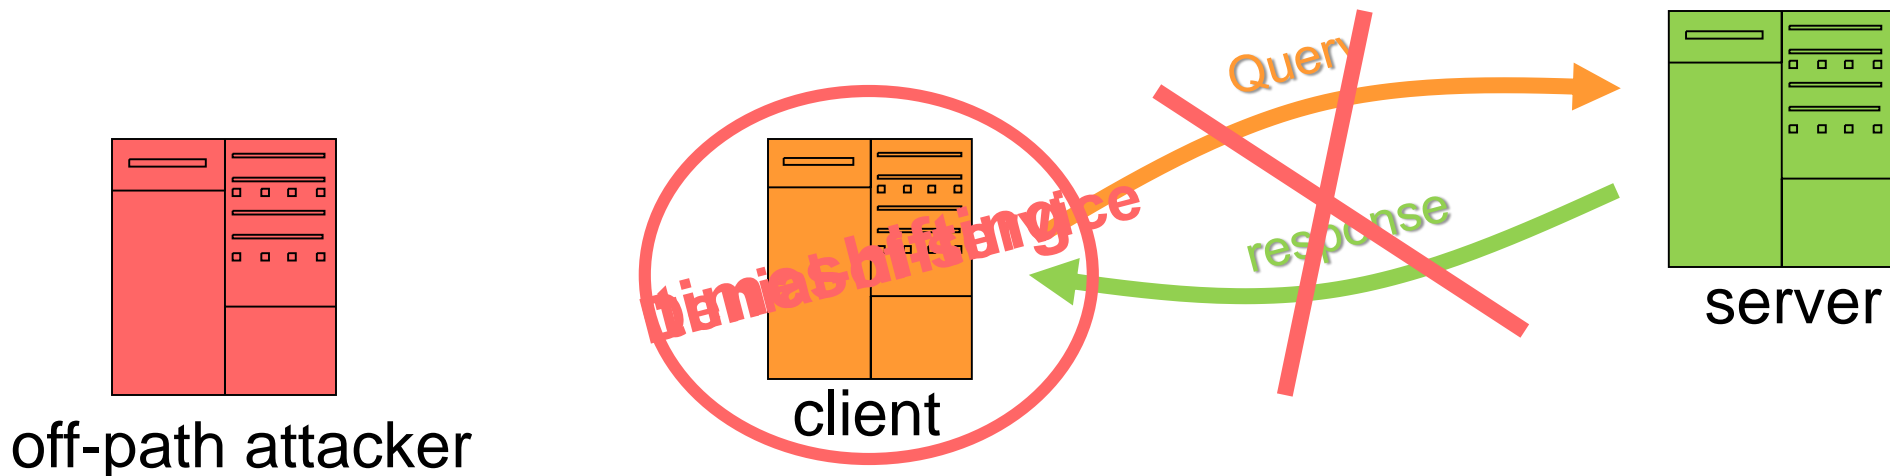 Query
response
server
client
off-path attacker